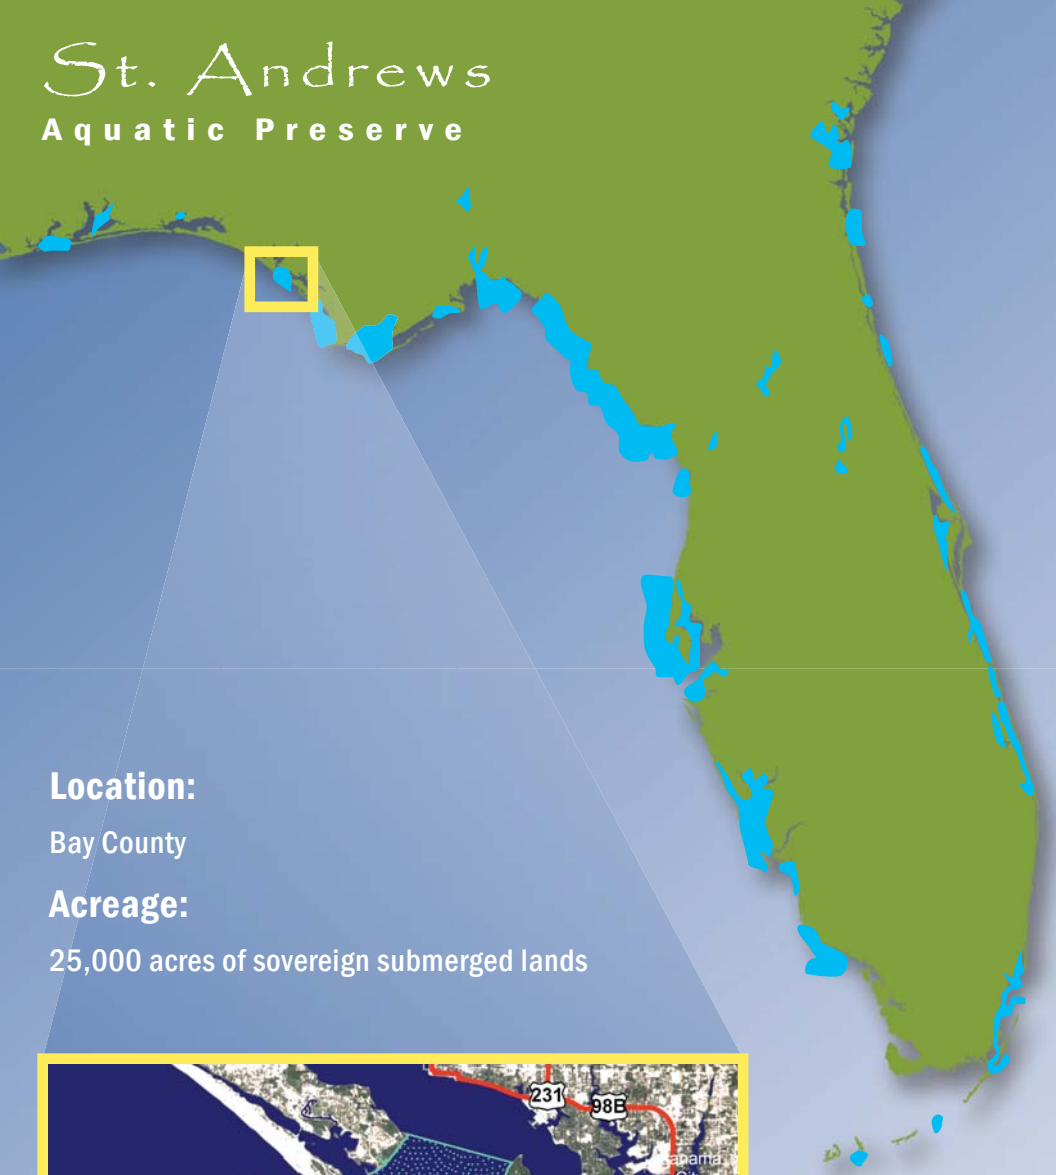 St. Andrews
Aquatic Preserve
Location:
Bay County
Acreage:
25,000 acres of sovereign submerged lands
231
98B